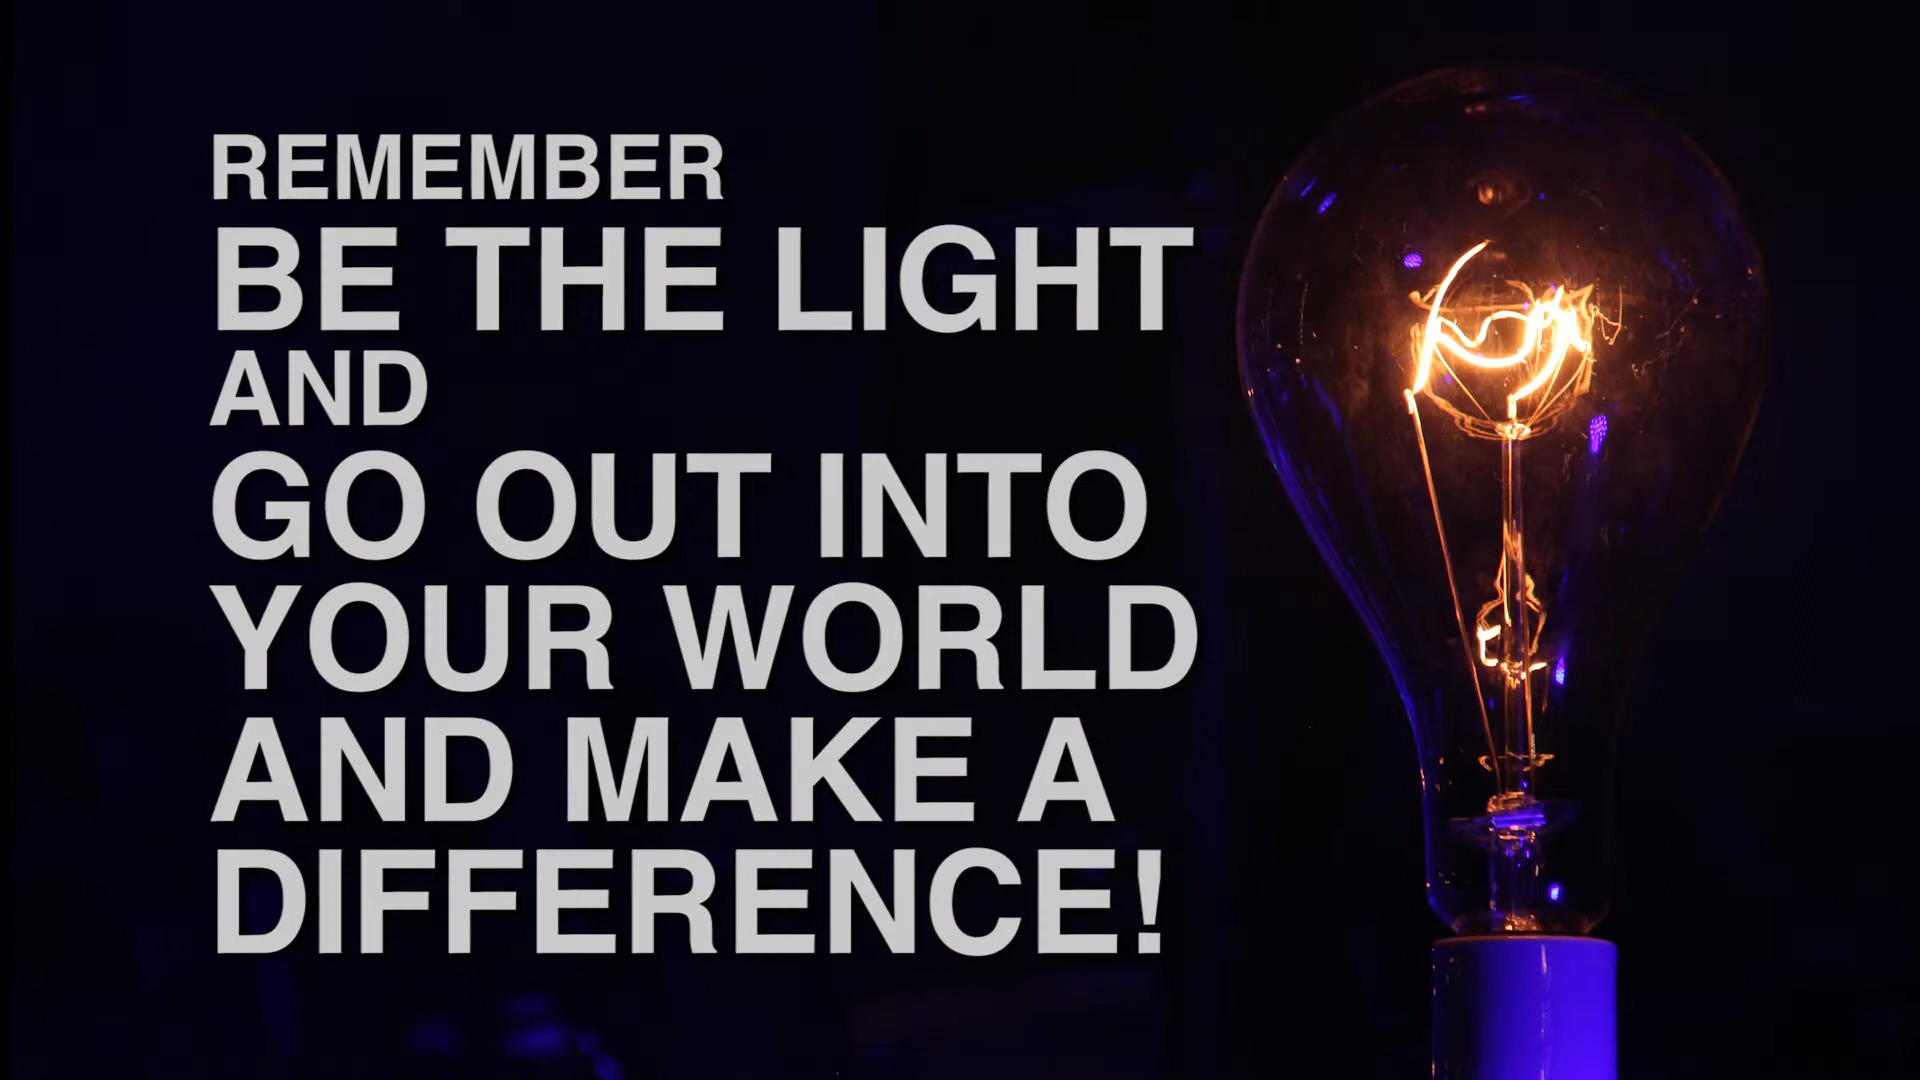 REMEMBER
BE THE LIGHT
AND
GO OUT INTO
YOUR WORLD
AND MAKE A
DIFFERENCE!